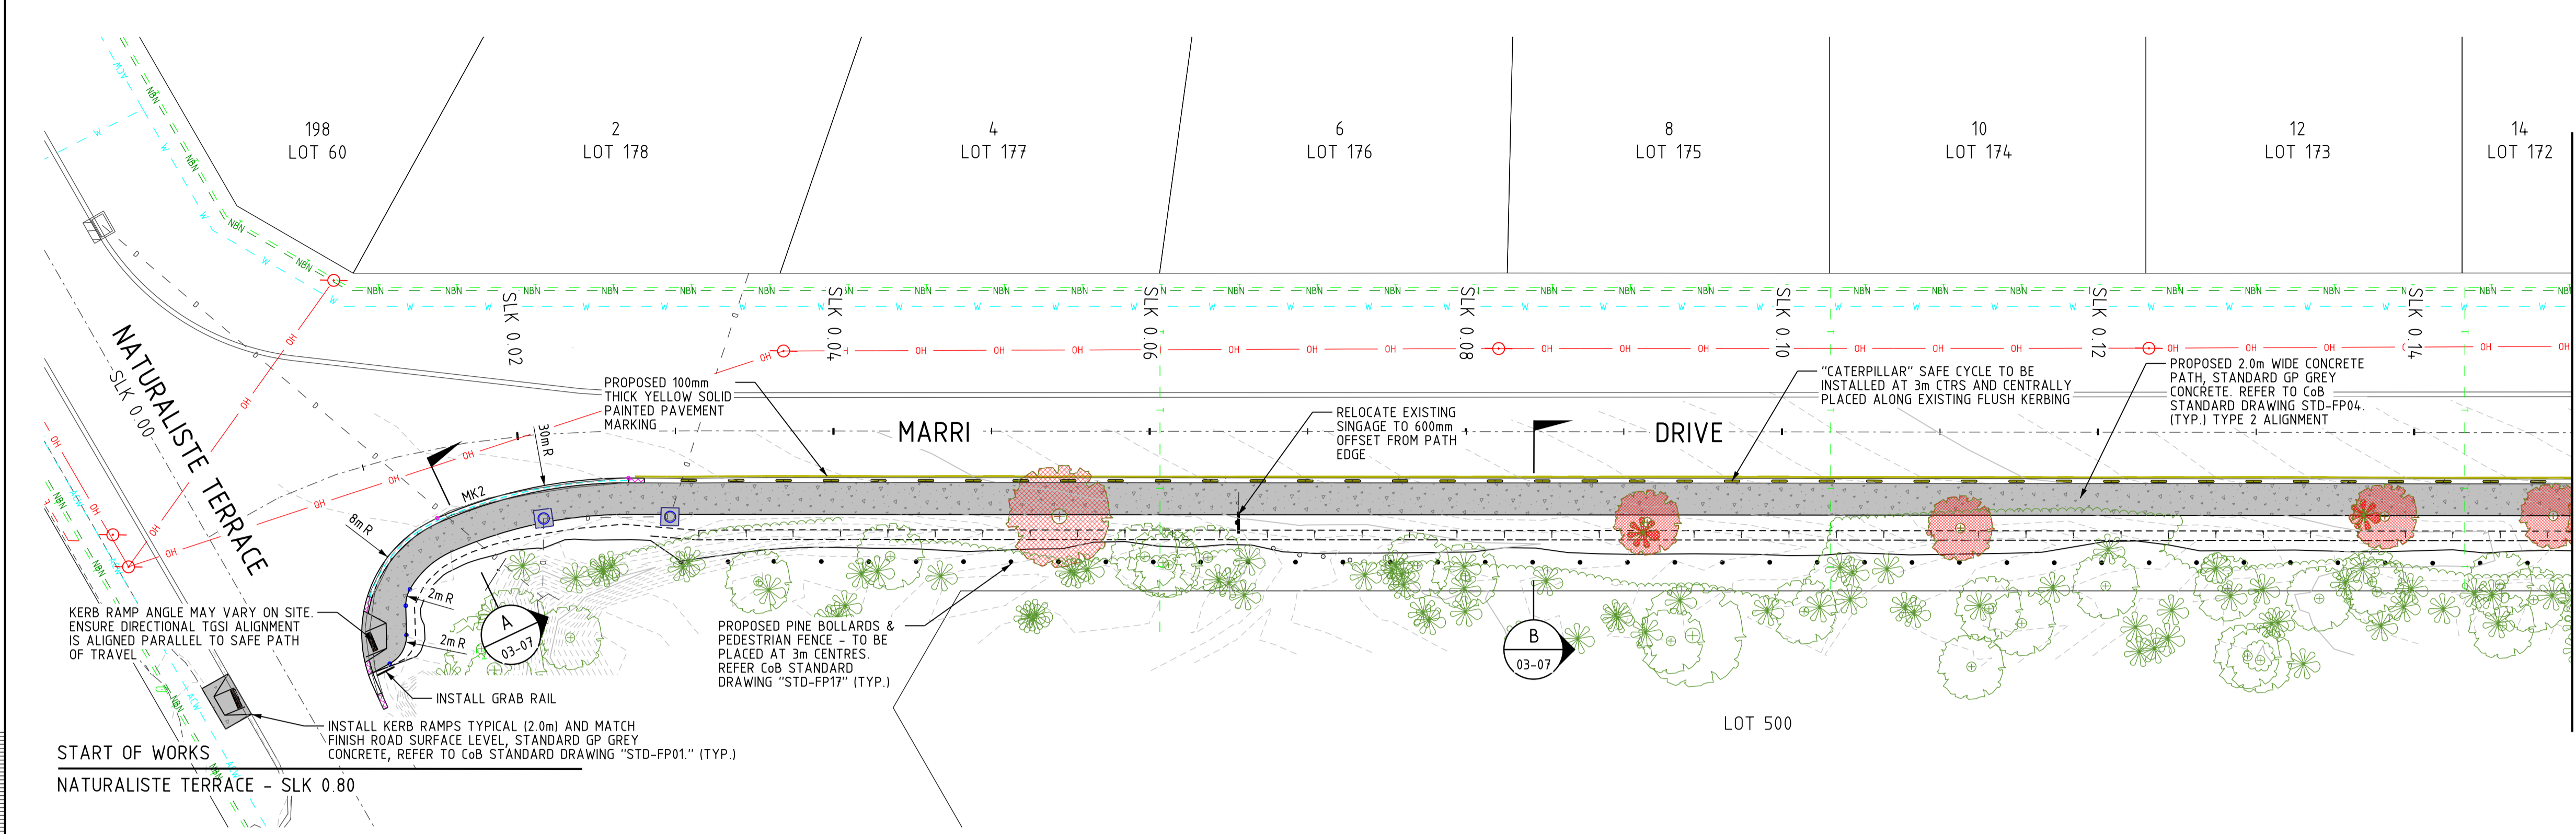 198
LOT 60
2
LOT 178
4
LOT 177
6
LOT 176
8
LOT 175
10
LOT 174
12
LOT 173
14
LOT 172
SLK 0.02
SLK 0.04
SLK 0.06
SLK 0.08
SLK 0.10
SLK 0.12
SLK 0.14
NATURALISTE TERRACE
SLK 0.00
PROPOSED 100mm
THICK YELLOW SOLID
PAINTED PAVEMENT
MARKING
MARRI DRIVE
RELOCATE EXISTING
SINGAGE TO 600mm
OFFSET FROM PATH
EDGE
"CATERPILLAR" SAFE CYCLE TO BE
INSTALLED AT 3m CTRS AND CENTRALLY
PLACED ALONG EXISTING FLUSH KERBING
PROPOSED 2.0m WIDE CONCRETE
PATH, STANDARD GP GREY
CONCRETE. REFER TO CoB
STANDARD DRAWING STD-FP04.
(TYP.) TYPE 2 ALIGNMENT
30m R
MK2
8m R
2m R
2m R
KERB RAMP ANGLE MAY VARY ON SITE.
ENSURE DIRECTIONAL TGSI ALIGNMENT
IS ALIGNED PARALLEL TO SAFE PATH
OF TRAVEL
A
03-07
PROPOSED PINE BOLLARDS &
PEDESTRIAN FENCE - TO BE
PLACED AT 3m CENTRES.
REFER CoB STANDARD
DRAWING "STD-FP17" (TYP.)
B
03-07
INSTALL GRAB RAIL
INSTALL KERB RAMPS TYPICAL (2.0m) AND MATCH
FINISH ROAD SURFACE LEVEL, STANDARD GP GREY
CONCRETE, REFER TO CoB STANDARD DRAWING "STD-FP01." (TYP.)
LOT 500
START OF WORKS
NATURALISTE TERRACE - SLK 0.80